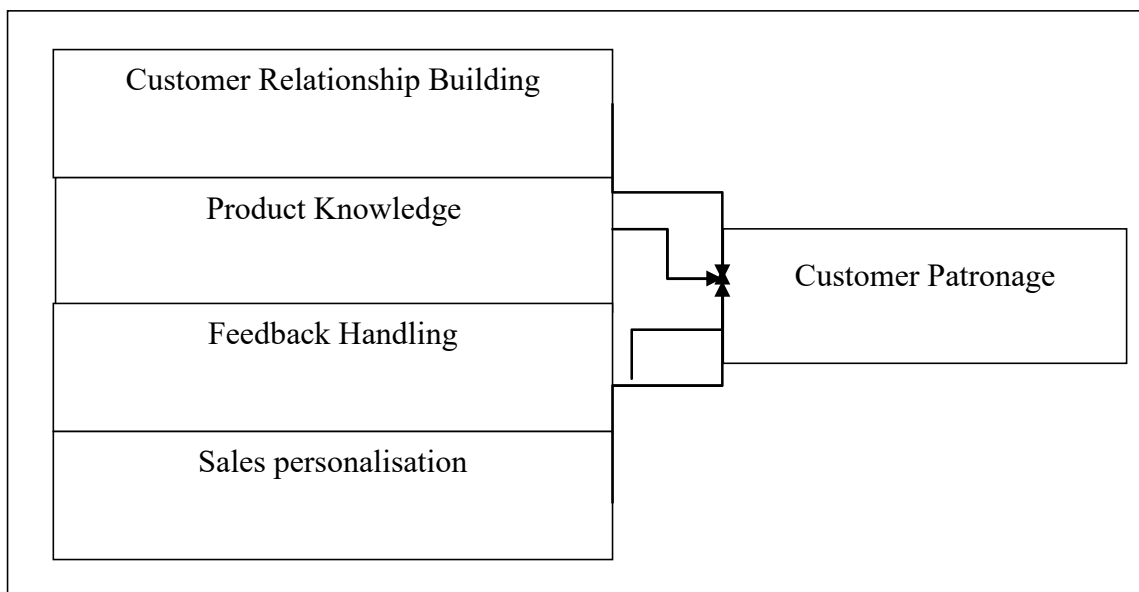 Customer Relationship Building
Product Knowledge
Customer Patronage
Feedback Handling
Sales personalisation